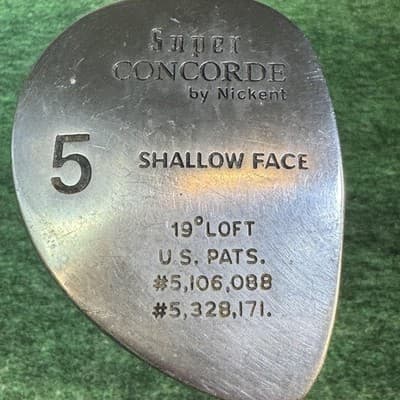 Super
CONCORDE
by Nickent
5 SHALLOW FACE
19° LOFT
U.S. PATS.
#5,106,088
#5,328,171.